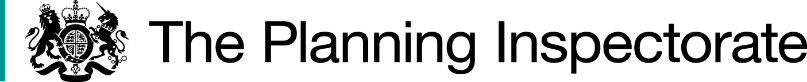 The Planning Inspectorate